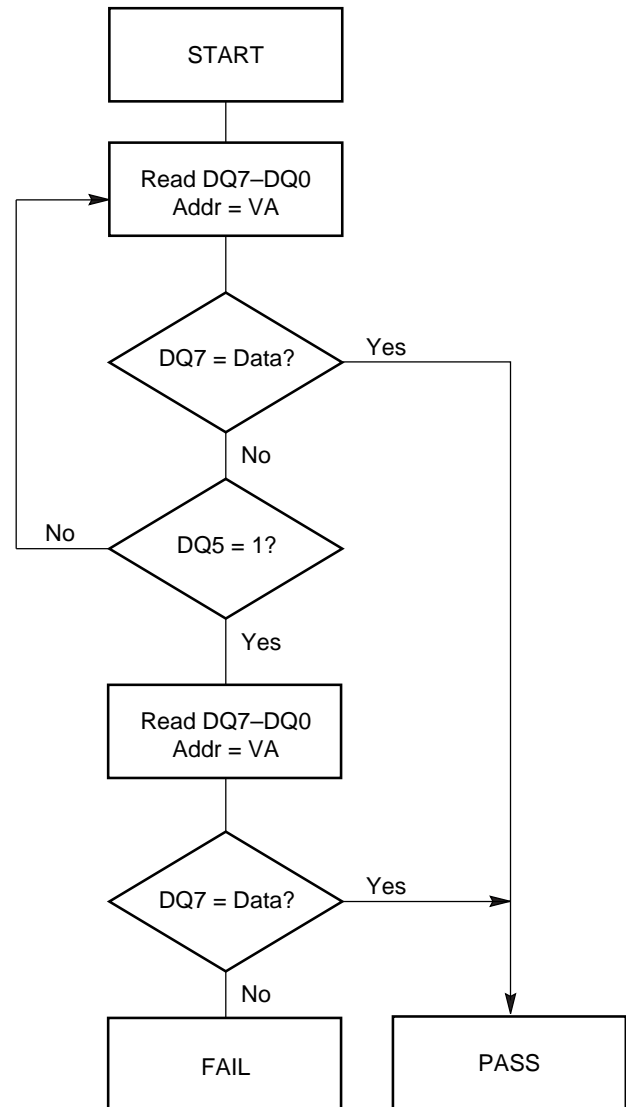 START
Read DQ7–DQ0
Addr = VA
DQ7 = Data?
Yes
No
No
DQ5 = 1?
Yes
Read DQ7–DQ0
Addr = VA
DQ7 = Data?
Yes
No
FAIL
PASS